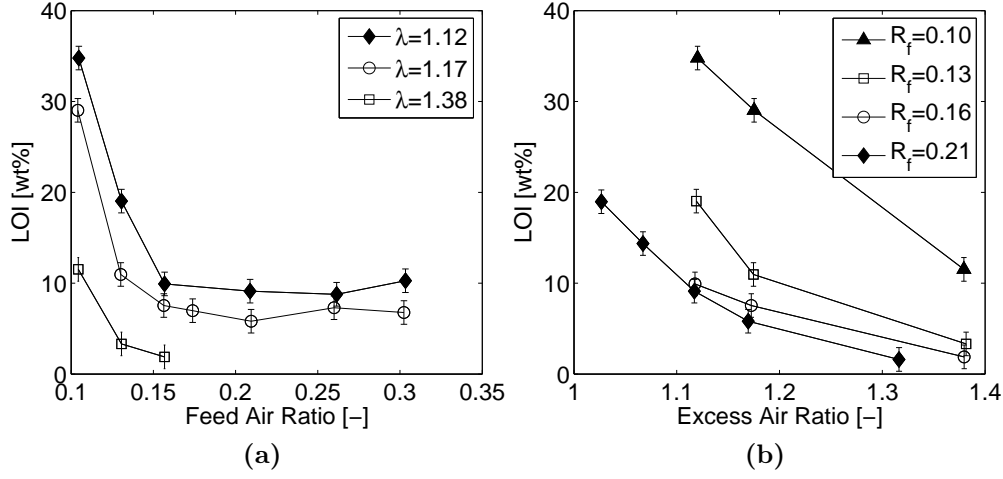 40
30
20
10
0
LOI [wt%]
0.1
0.15
0.2
0.25
0.3
0.35
Feed Air Ratio [−]
λ=1.12
λ=1.17
λ=1.38
(a)
40
30
20
10
0
LOI [wt%]
1
1.1
1.2
1.3
1.4
Excess Air Ratio [−]
R_f=0.10
R_f=0.13
R_f=0.16
R_f=0.21
(b)